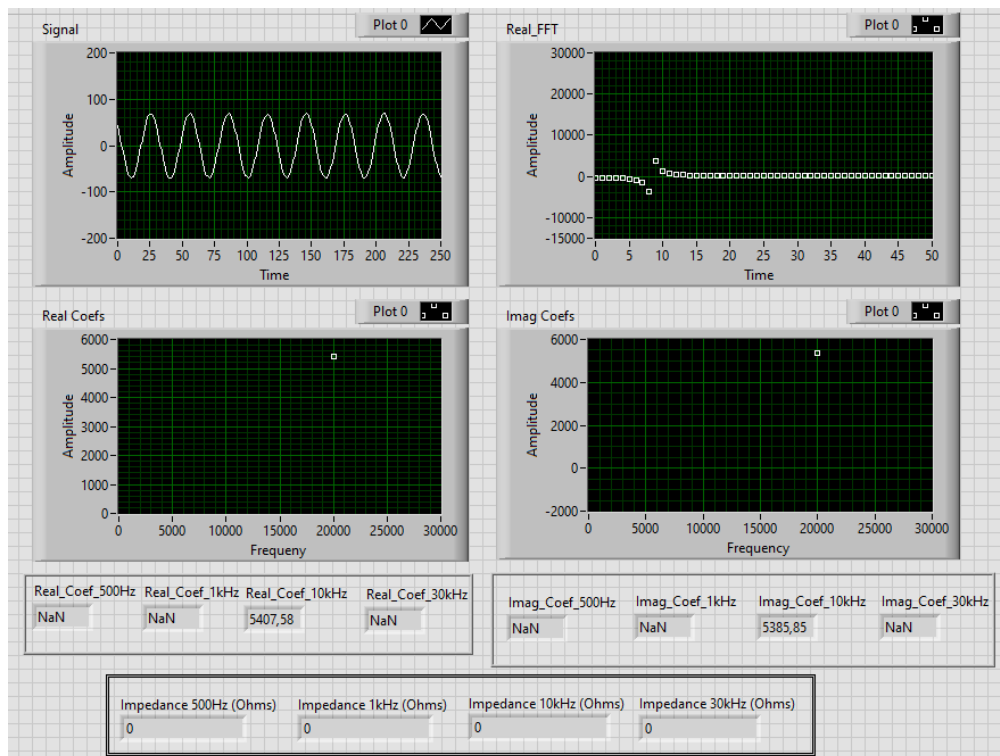 Signal
Plot 0
Amplitude
200
100
0
-100
-200
0 25 50 75 100 125 150 175 200 225 250
Time
Real_FFT
Plot 0
Amplitude
30000
20000
10000
0
-10000
-15000
0 5 10 15 20 25 30 35 40 45 50
Time
Real Coefs
Plot 0
Amplitude
6000
5000
4000
3000
2000
1000
0
0 5000 10000 15000 20000 25000 30000
Frequeny
Imag Coefs
Plot 0
Amplitude
6000
4000
2000
0
-2000
0 5000 10000 15000 20000 25000 30000
Frequency
Real_Coef_500Hz Real_Coef_1kHz Real_Coef_10kHz Real_Coef_30kHz
NaN NaN 5407,58 NaN
Imag_Coef_500Hz Imag_Coef_1kHz Imag_Coef_10kHz Imag_Coef_30kHz
NaN NaN 5385,85 NaN
Impedance 500Hz (Ohms) Impedance 1kHz (Ohms) Impedance 10kHz (Ohms) Impedance 30kHz (Ohms)
0 0 0 0